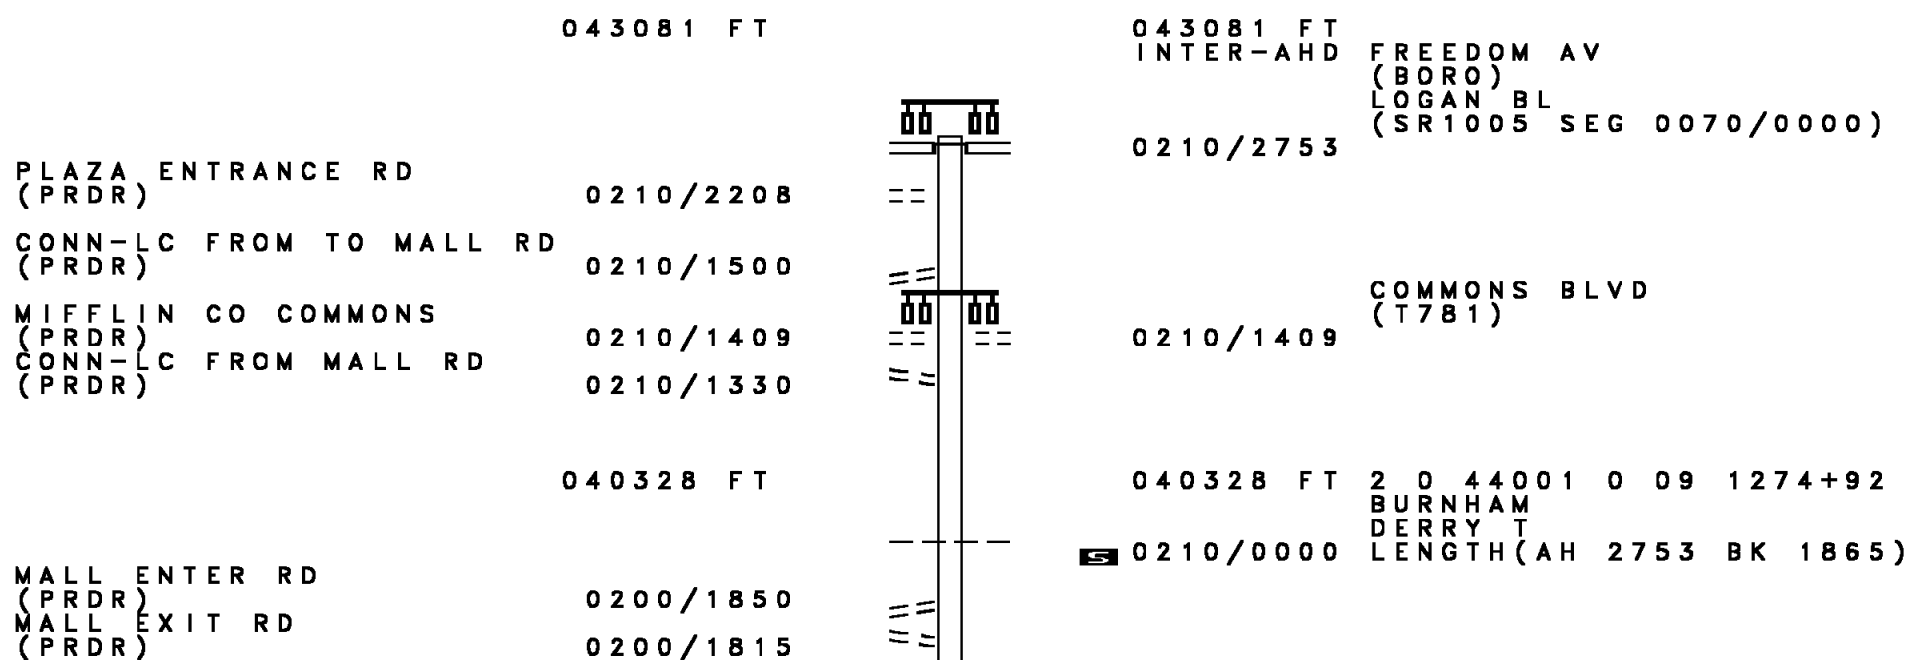 043081 FT 043081 FT
INTER-AHD FREEDOM AV
(BORO)
LOGAN BL
(SR1005 SEG 0070/0000)
0210/2753
PLAZA ENTRANCE RD
(PRDR) 0210/2208
CONN-LC FROM TO MALL RD
(PRDR) 0210/1500
COMMONS BLVD
MIFFLIN CO COMMONS (T781)
(PRDR) 0210/1409 0210/1409
CONN-LC FROM MALL RD
(PRDR) 0210/1330
040328 FT 040328 FT 2 0 44001 0 09 1274+92
BURNHAM
DERRY T
S 0210/0000 LENGTH(AH 2753 BK 1865)
MALL ENTER RD
(PRDR) 0200/1850
MALL EXIT RD
(PRDR) 0200/1815